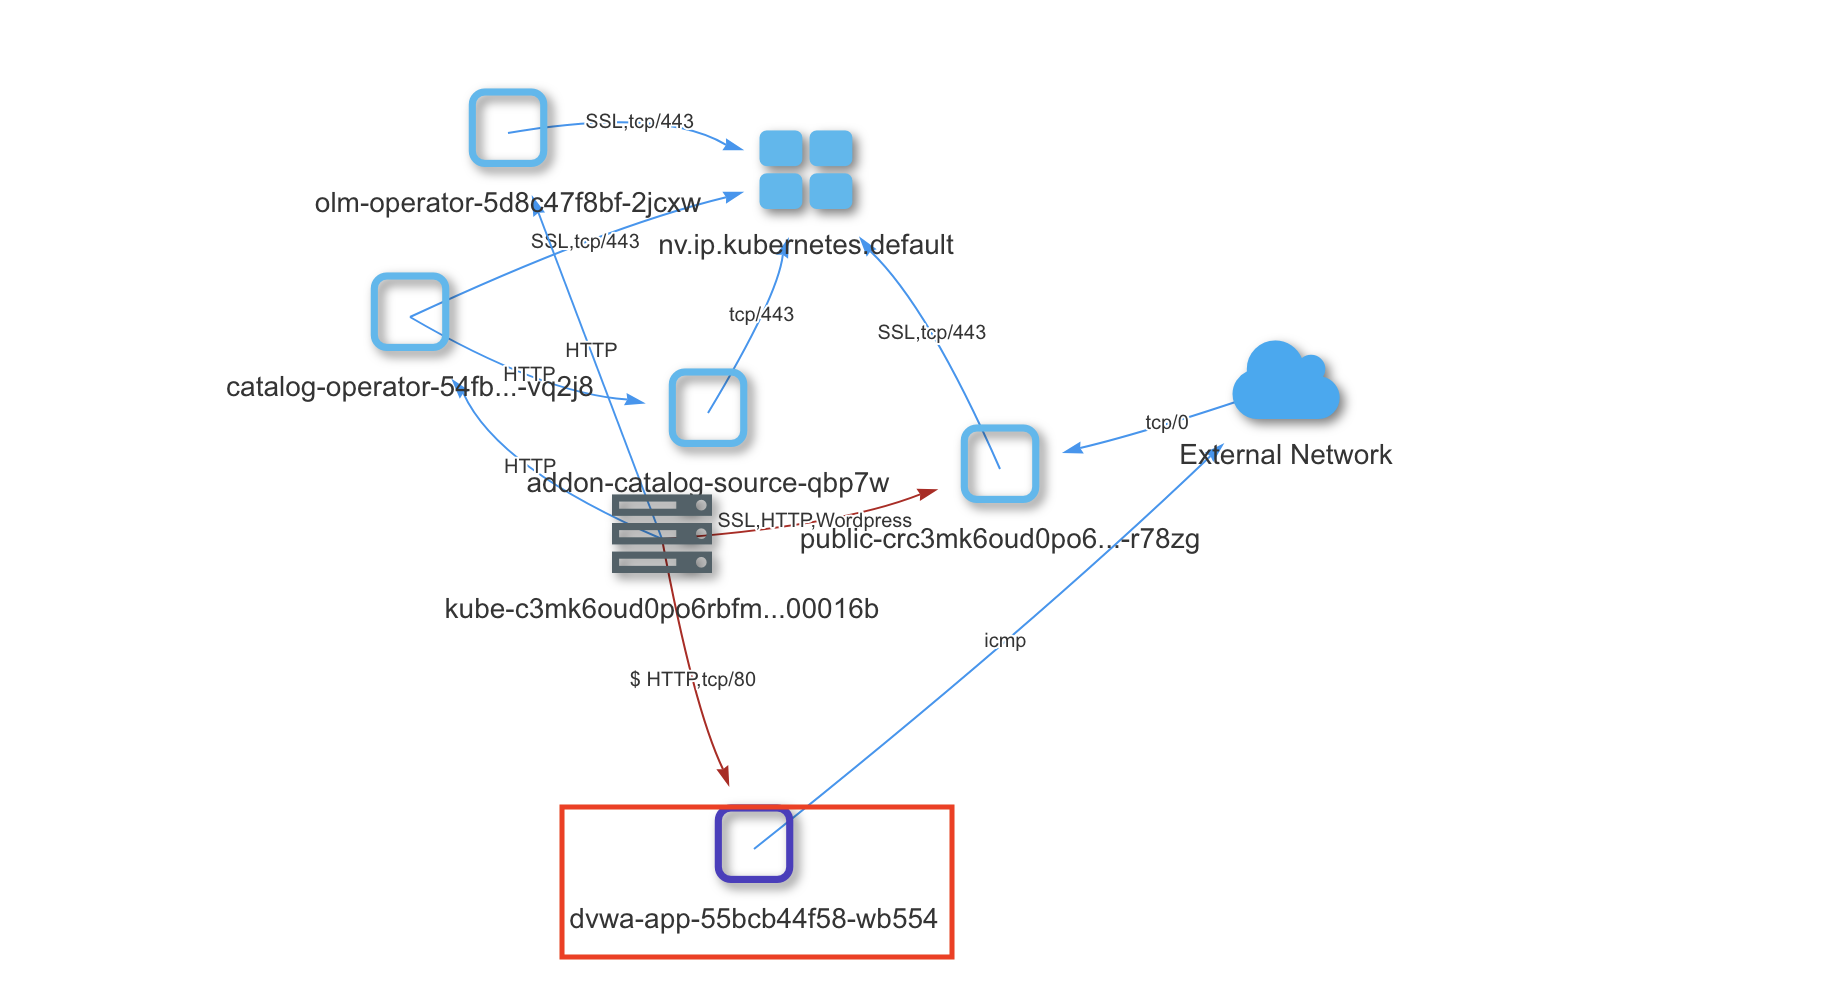 SSL,tcp/443
olm-operator-5d8c47f8bf-2jcxw
SSL,tcp/443
nv.ip.kubernetes.default
tcp/443
SSL,tcp/443
HTTP
HTTP
catalog-operator-54fb...-vq2j8
tcp/0
External Network
HTTP
addon-catalog-source-qbp7w
SSL,HTTP,Wordpress
public-crc3mk6oud0po6...-r78zg
kube-c3mk6oud0po6rbfm...00016b
icmp
$ HTTP,tcp/80
dvwa-app-55bcb44f58-wb554